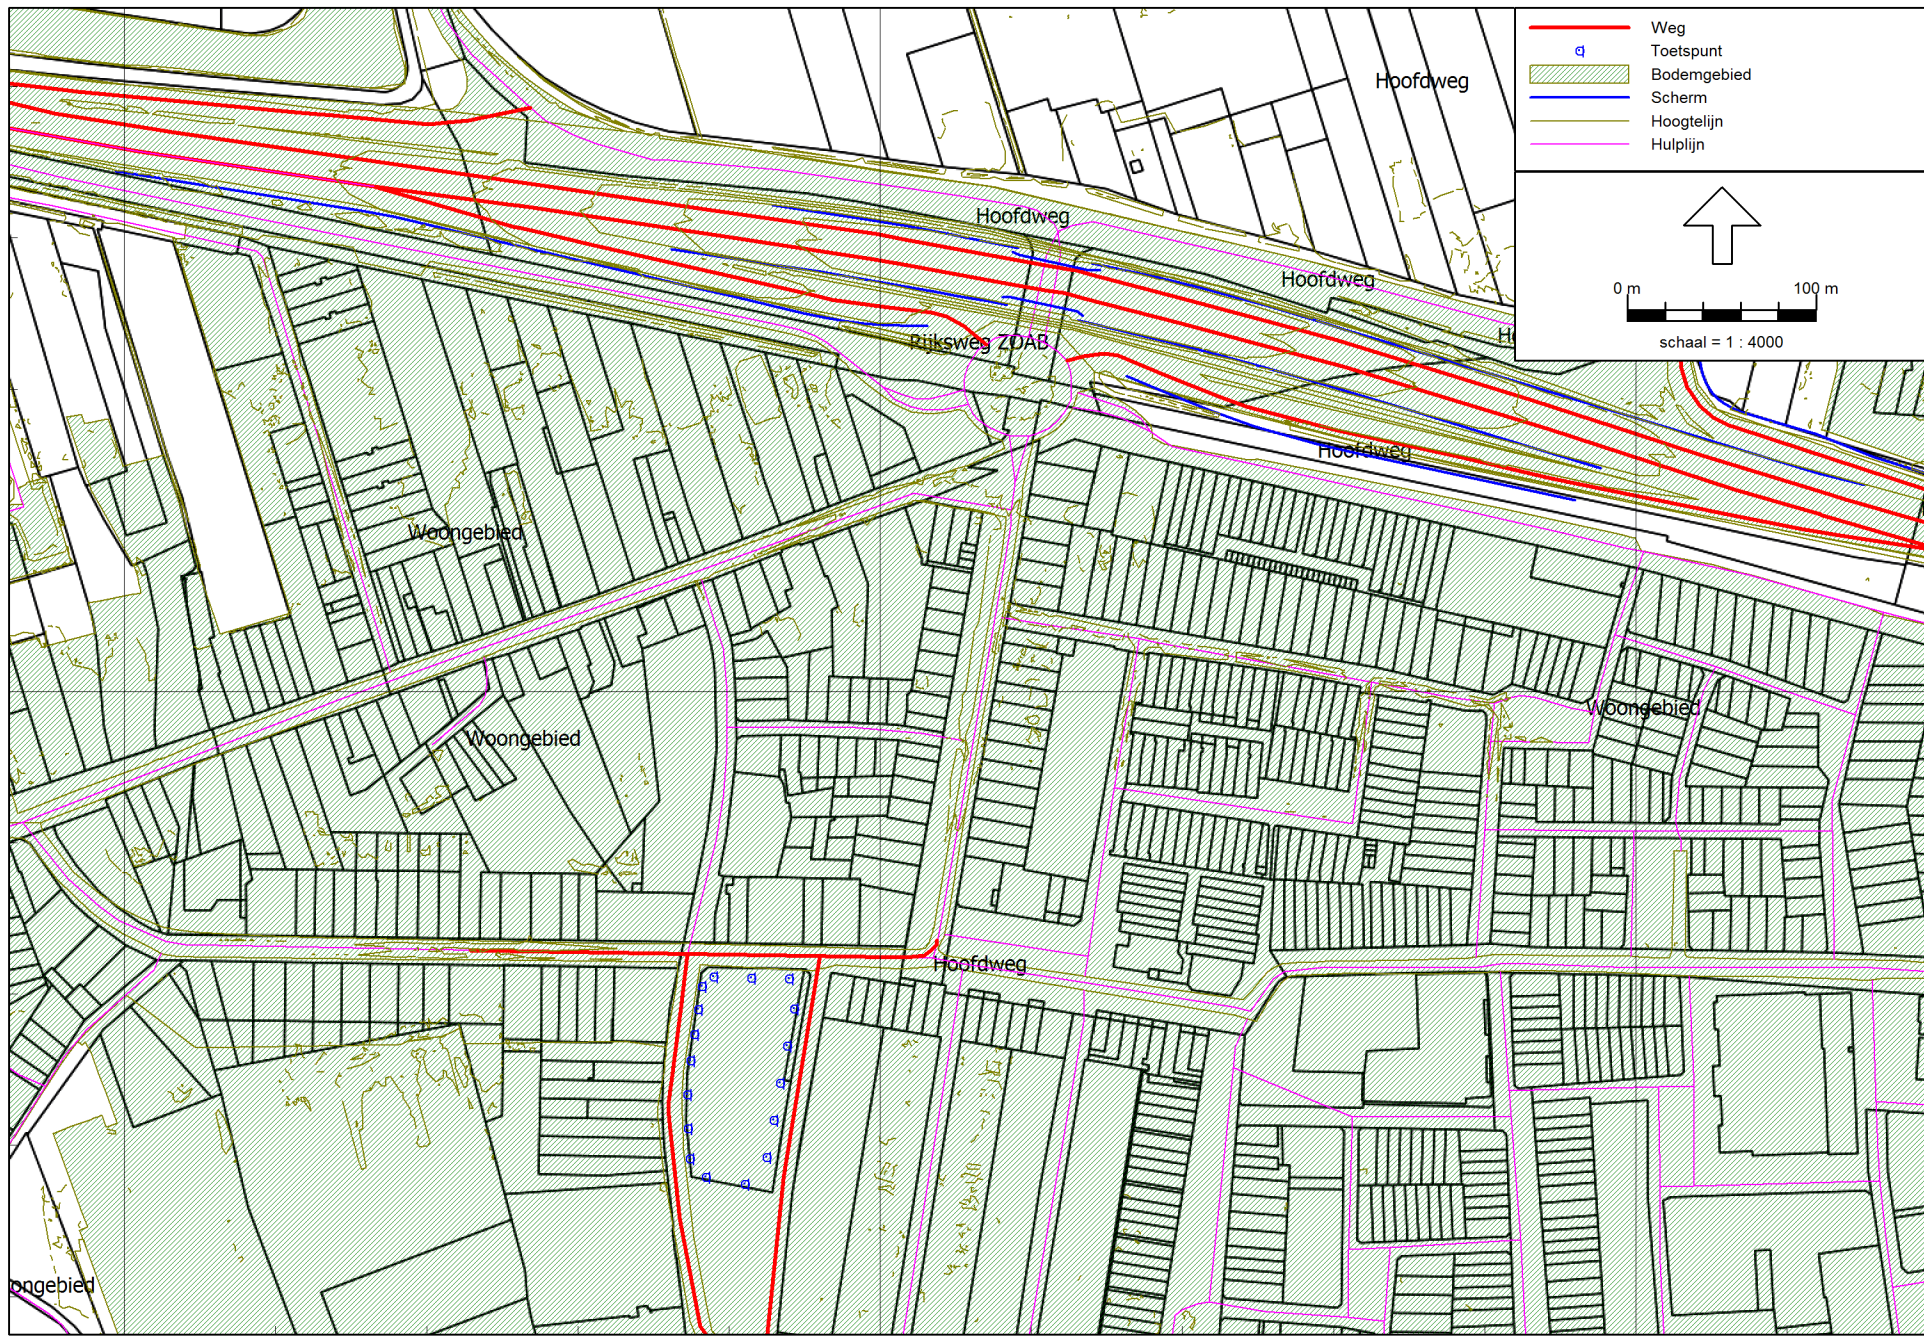 Weg
Toetspunt
Bodemgebied
Scherm
Hoogtelijn
Hulplijn
0 m
100 m
schaal = 1 : 4000
Hoofdweg
Hoofdweg
Hoofdweg
Rijksweg ZOAB
Hoofdweg
Woongebied
Woongebied
Woongebied
Hoofdweg
ongebied